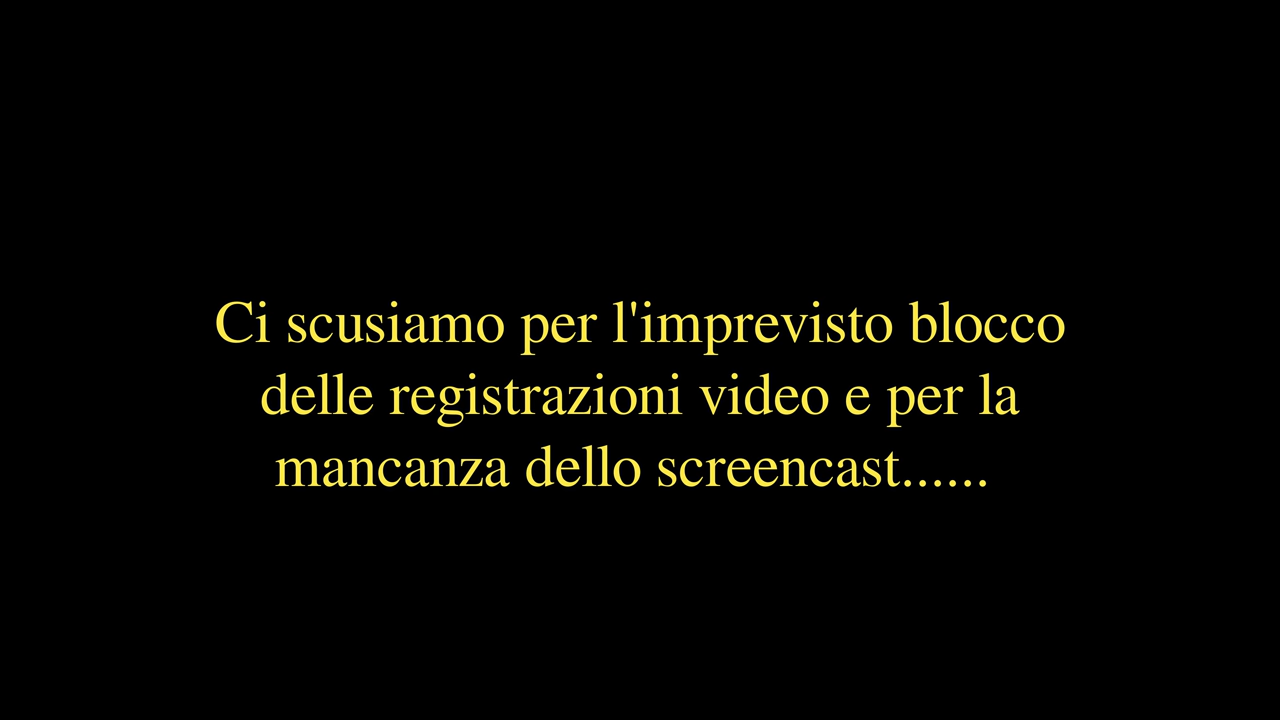 Ci scusiamo per l'imprevisto blocco
delle registrazioni video e per la
mancanza dello screencast......